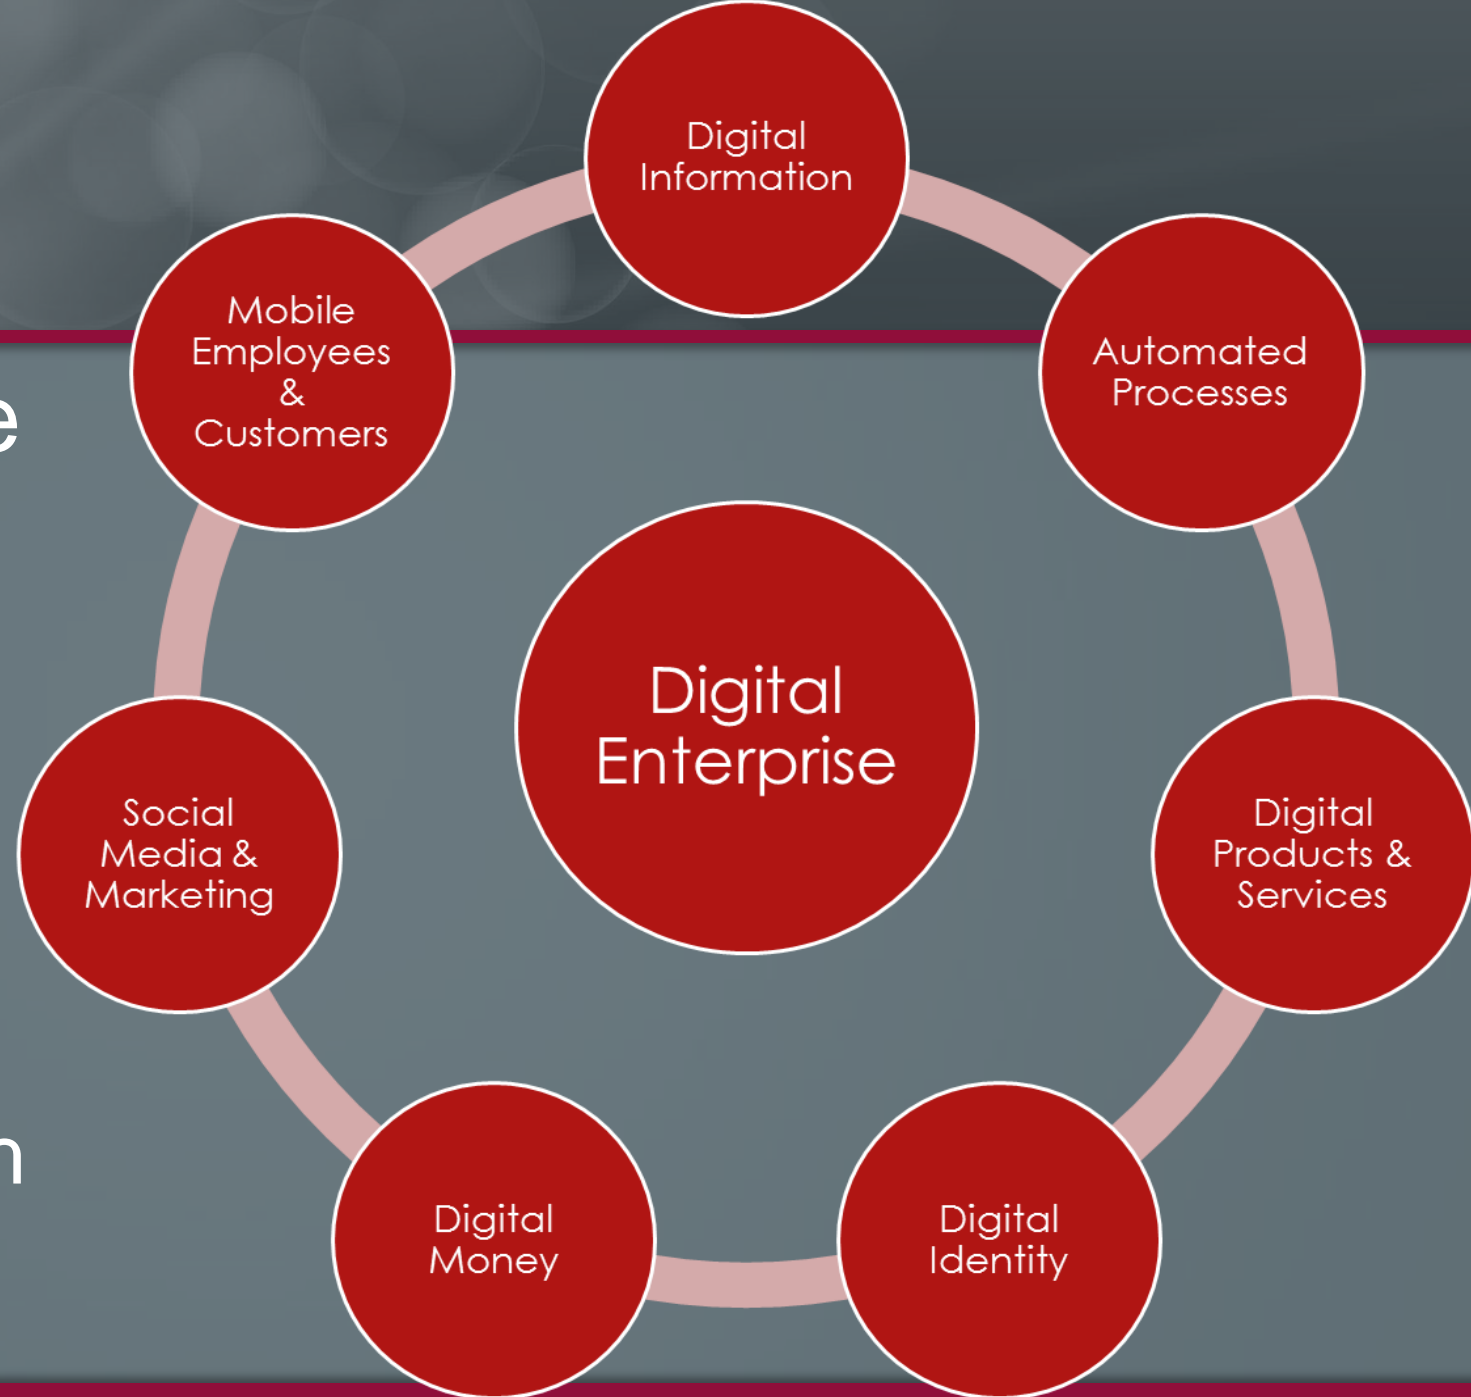 Digital
Information
Automated
Processes
Digital
Products &
Services
Digital
Identity
Digital
Money
Social
Media &
Marketing
Mobile
Employees
&
Customers
Digital
Enterprise
e
n